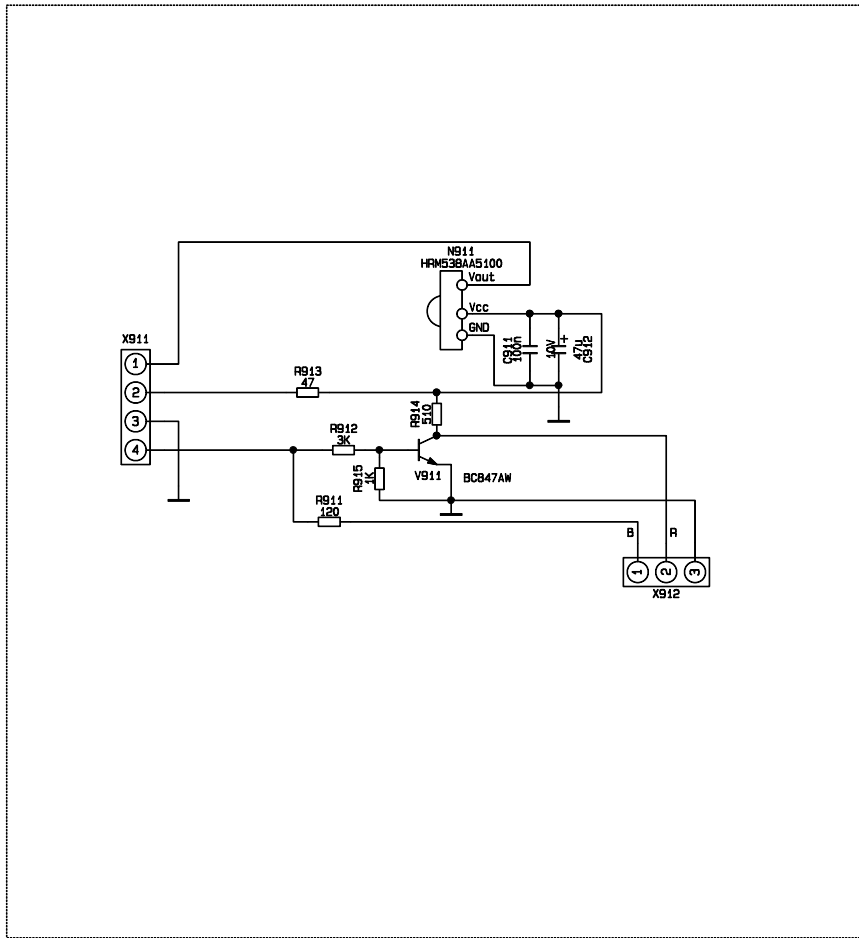 N911
HRM538AA5100
Vout
Vcc
GND
C911
100n
10V
+
47u
C912
X911
1
2
3
4
R913
47
R914
510
R912
3K
R915
1K
V911
BC847AW
R911
120
B
R
1
2
3
X912